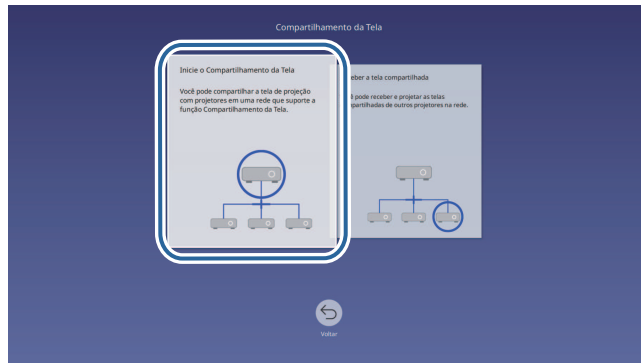 Compartilhamento da Tela
Inicie o Compartilhamento da Tela
Você pode compartilhar a tela de projeção
com projetores em uma rede que suporte a
função Compartilhamento da Tela.
eber a tela compartilhada
pode receber e projetar as telas
partilhadas de outros projetores na rede.
Voltar